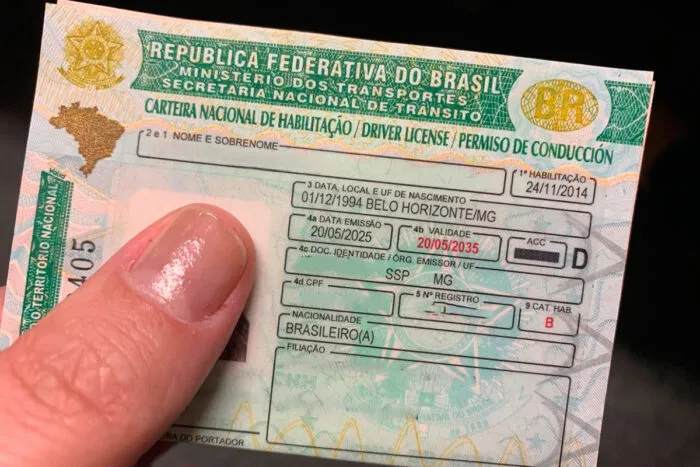 REPUBLICA FEDERATIVA DO BRASIL
MINISTERIO DOS TRANSPORTES
SECRETARIA NACIONAL DE TRÂNSITO
BR
CARTEIRA NACIONAL DE HABILITAÇÃO / DRIVER LICENSE / PERMISO DE CONDUCCIÓN
2 e 1 NOME E SOBRENOME
1ª HABILITAÇÃO
24/11/2014
3 DATA, LOCAL E UF DE NASCIMENTO
01/12/1994 BELO HORIZONTE/MG
4a DATA EMISSÃO
20/05/2025
4b VALIDADE
20/05/2035
ACC
D
4c DOC. IDENTIDADE / ÓRG. EMISSOR / UF
SSP MG
4d CPF
5 Nº REGISTRO
9 CAT. HAB.
B
NACIONALIDADE
BRASILEIRO(A)
FILIAÇÃO
DO PORTADOR
O TERRITÓRIO NACIONAL
405